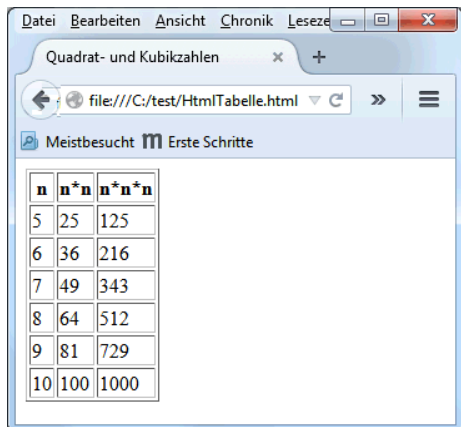 Datei Bearbeiten Ansicht Chronik Leseze
Quadrat- und Kubikzahlen × +
file:///C:/test/HtmlTabelle.html
Meistbesucht m Erste Schritte
n n*n n*n*n
5 25 125
6 36 216
7 49 343
8 64 512
9 81 729
10 100 1000